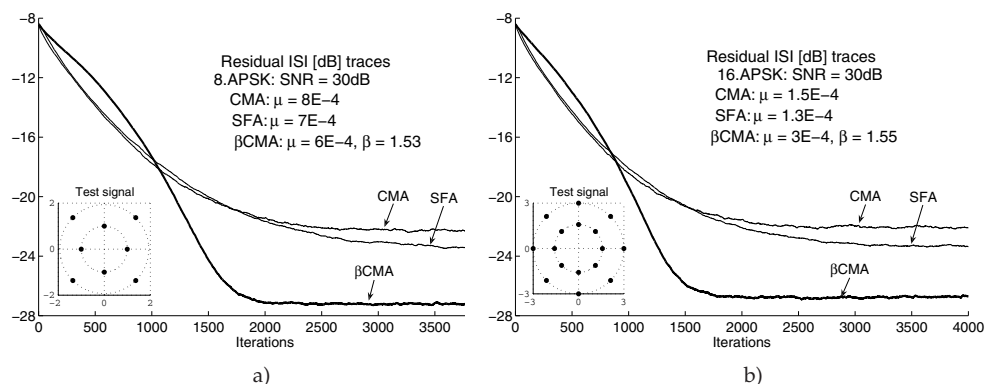 -8
-12
-16
-20
-24
-28
0 500 1000 1500 2000 2500 3000 3500
Iterations
Residual ISI [dB] traces
8.APSK: SNR = 30dB
CMA: μ = 8E−4
SFA: μ = 7E−4
βCMA: μ = 6E−4, β = 1.53
Test signal
2
0
−2
−2 0 2
CMA
SFA
βCMA
a)
-8
-12
-16
-20
-24
-28
0 500 1000 1500 2000 2500 3000 3500 4000
Iterations
Residual ISI [dB] traces
16.APSK: SNR = 30dB
CMA: μ = 1.5E−4
SFA: μ = 1.3E−4
βCMA: μ = 3E−4, β = 1.55
Test signal
3
0
−3
−3 0 3
CMA
SFA
βCMA
b)